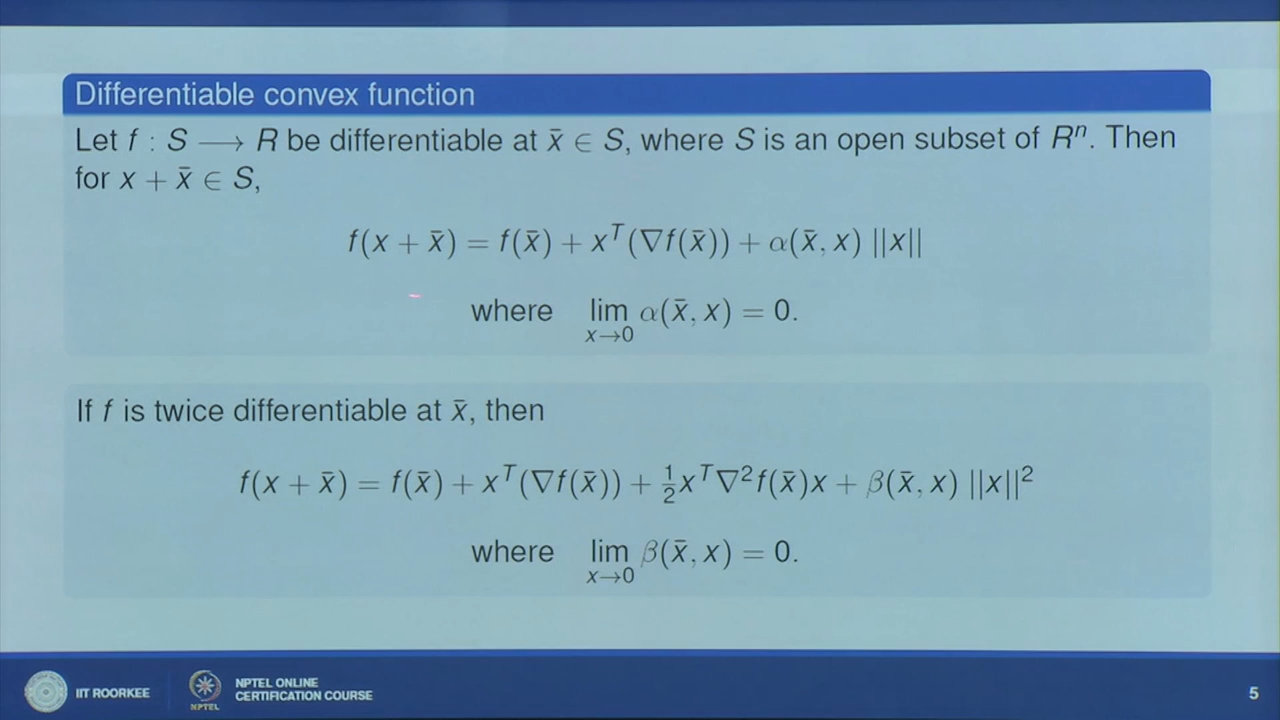 Differentiable convex function
Let f : S ⟶ R be differentiable at x̄ ∈ S, where S is an open subset of Rⁿ. Then
for x + x̄ ∈ S,
f(x + x̄) = f(x̄) + xᵀ(∇f(x̄)) + α(x̄, x) ||x||
where lim x→0 α(x̄, x) = 0.
If f is twice differentiable at x̄, then
f(x + x̄) = f(x̄) + xᵀ(∇f(x̄)) + ½xᵀ∇²f(x̄)x + β(x̄, x) ||x||²
where lim x→0 β(x̄, x) = 0.
IIT ROORKEE
NPTEL
NPTEL ONLINE
CERTIFICATION COURSE
5